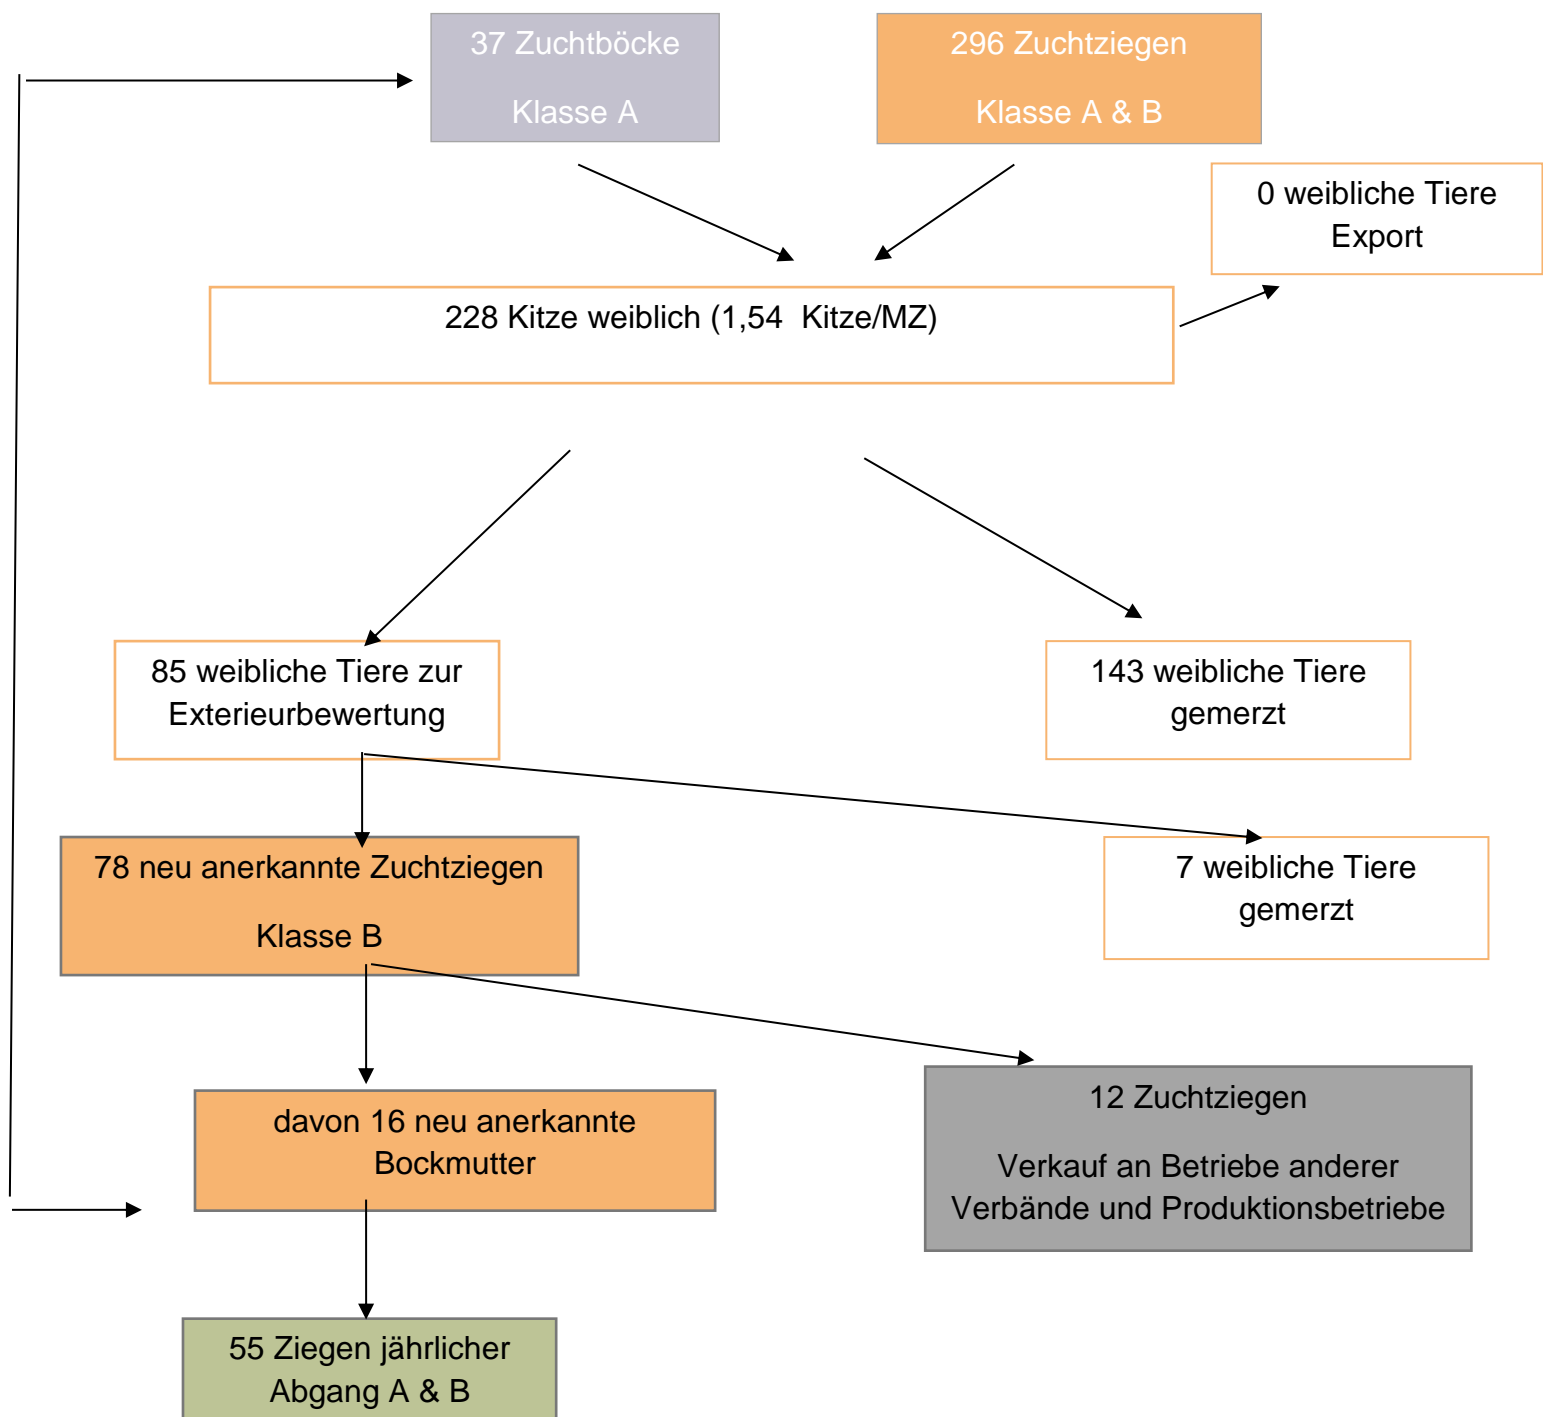 37 Zuchtböcke
Klasse A
296 Zuchtziegen
Klasse A & B
0 weibliche Tiere
Export
228 Kitze weiblich (1,54 Kitze/MZ)
85 weibliche Tiere zur
Exterieurbewertung
143 weibliche Tiere
gemerzt
78 neu anerkannte Zuchtziegen
Klasse B
7 weibliche Tiere
gemerzt
davon 16 neu anerkannte
Bockmutter
12 Zuchtziegen
Verkauf an Betriebe anderer
Verbände und Produktionsbetriebe
55 Ziegen jährlicher
Abgang A & B